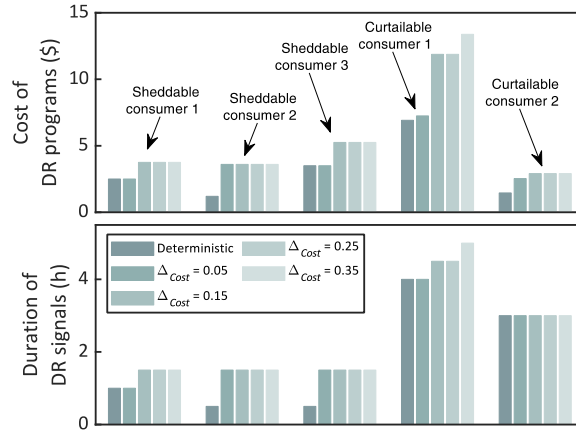 Cost of
DR programs ($)
15
10
5
0
Sheddable
consumer 1
Sheddable
consumer 2
Sheddable
consumer 3
Curtailable
consumer 1
Curtailable
consumer 2
Duration of
DR signals (h)
4
2
0
Deterministic
Δ_Cost = 0.05
Δ_Cost = 0.15
Δ_Cost = 0.25
Δ_Cost = 0.35